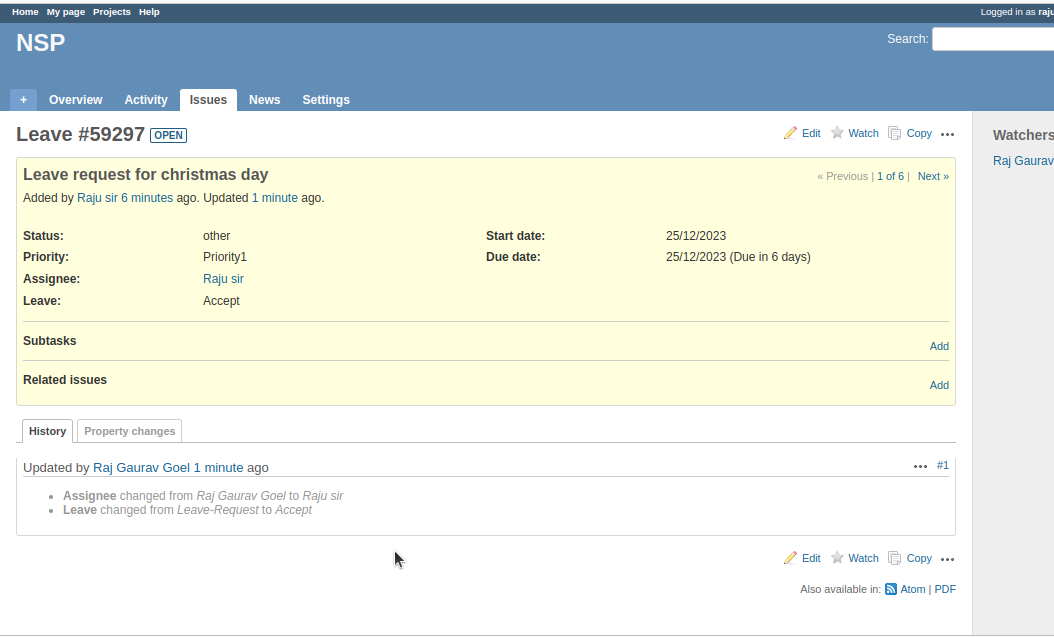 Home My page Projects Help Logged in as raju
NSP
Search:
+ Overview Activity Issues News Settings
Leave #59297 OPEN
Edit Watch Copy ...
Watchers
Raj Gaurav
Leave request for christmas day
« Previous | 1 of 6 | Next »
Added by Raju sir 6 minutes ago. Updated 1 minute ago.
Status: other Start date: 25/12/2023
Priority: Priority1 Due date: 25/12/2023 (Due in 6 days)
Assignee: Raju sir
Leave: Accept
Subtasks
Add
Related issues
Add
History Property changes
Updated by Raj Gaurav Goel 1 minute ago ... #1
• Assignee changed from Raj Gaurav Goel to Raju sir
• Leave changed from Leave-Request to Accept
Edit Watch Copy ...
Also available in: Atom | PDF